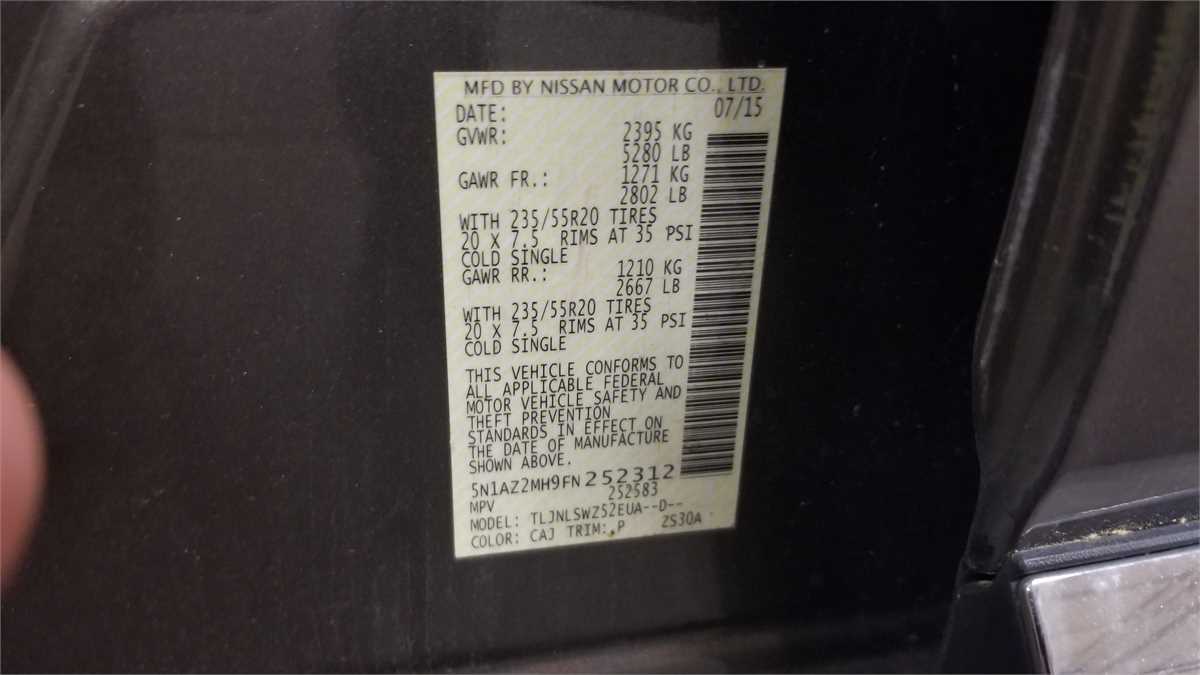 MFD BY NISSAN MOTOR CO., LTD.
DATE: 07/15
GVWR: 2395 KG
5280 LB
GAWR FR.: 1271 KG
2802 LB
WITH 235/55R20 TIRES
20 X 7.5 RIMS AT 35 PSI
COLD SINGLE
GAWR RR.: 1210 KG
2667 LB
WITH 235/55R20 TIRES
20 X 7.5 RIMS AT 35 PSI
COLD SINGLE
THIS VEHICLE CONFORMS TO
ALL APPLICABLE FEDERAL
MOTOR VEHICLE SAFETY AND
THEFT PREVENTION
STANDARDS IN EFFECT ON
THE DATE OF MANUFACTURE
SHOWN ABOVE.
5N1AZ2MH9FN252312
MPV 252583
MODEL: TLJNLSWZ52EUA--D--
COLOR: CAJ TRIM: P ZS30A